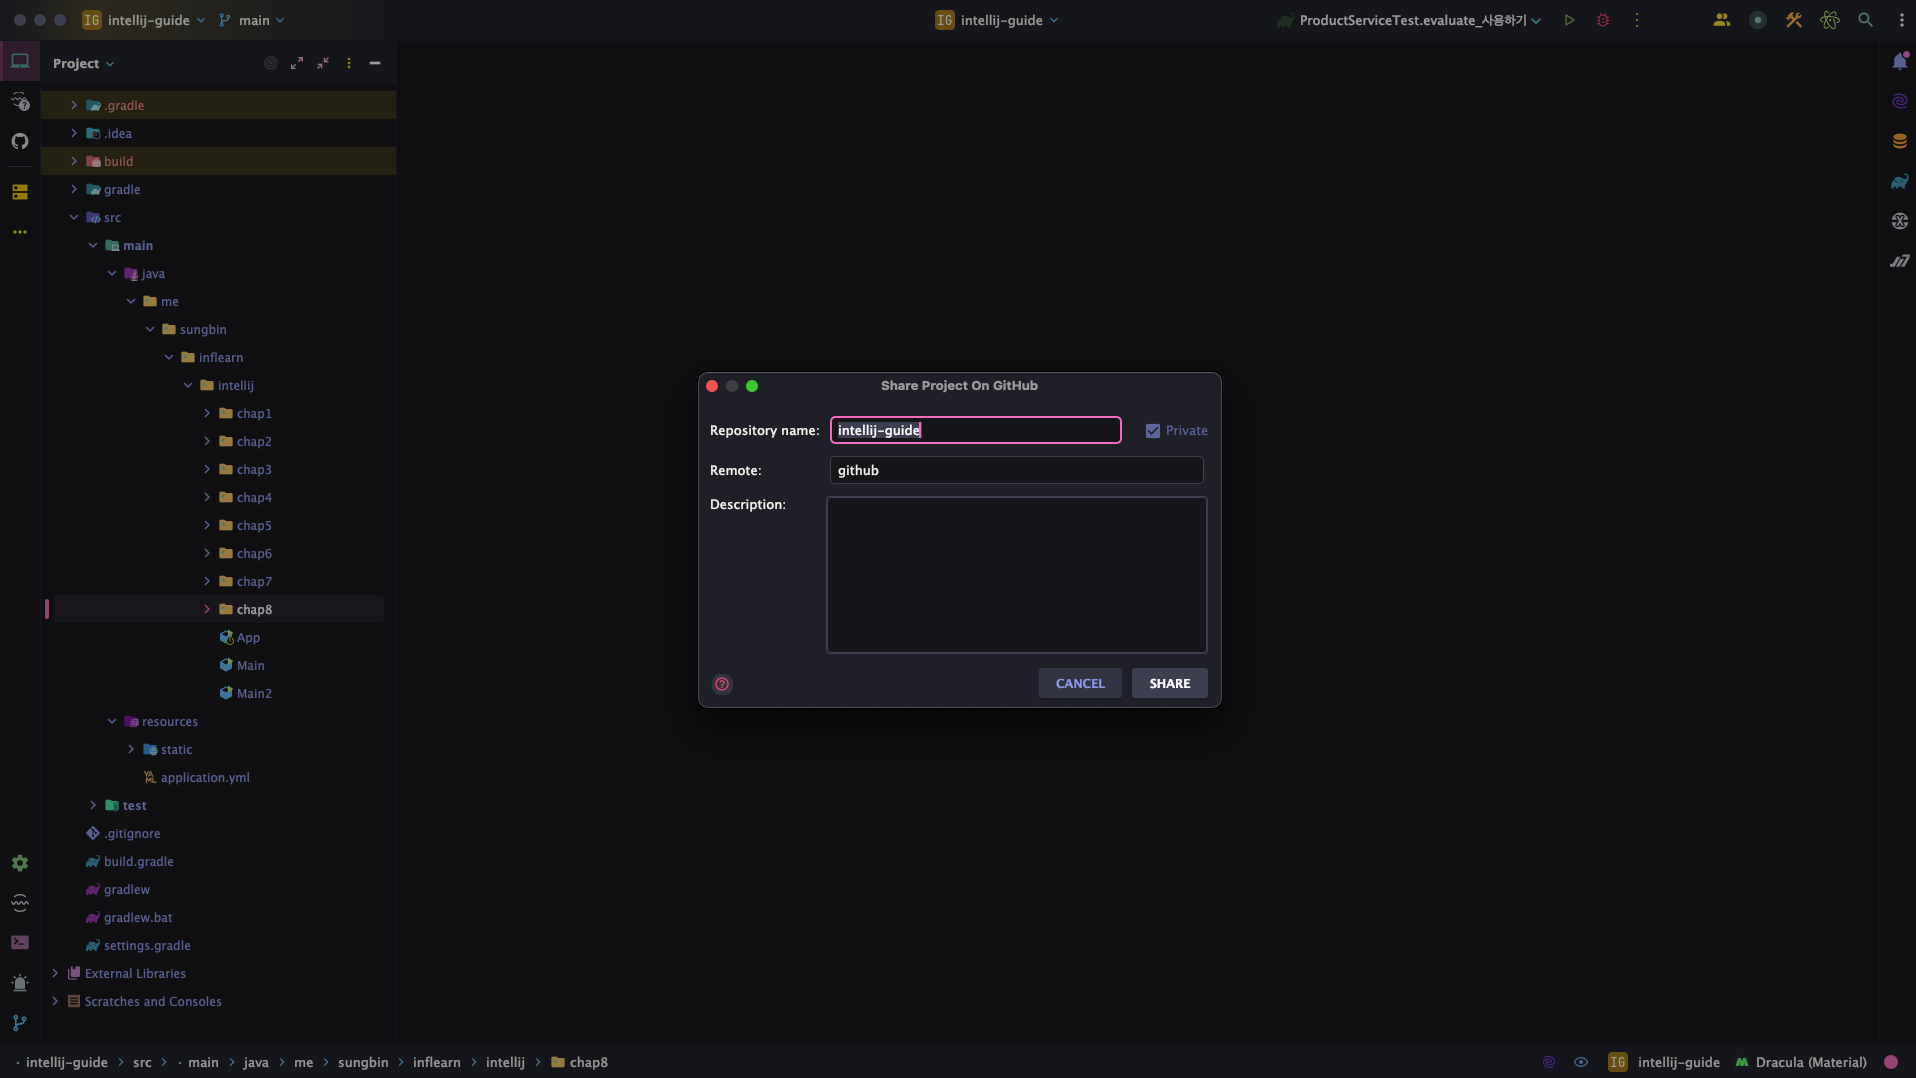 IG intellij-guide main
IG intellij-guide
ProductServiceTest.evaluate_사용하기
Project
.gradle
.idea
build
gradle
src
main
java
me
sungbin
inflearn
intellij
chap1
chap2
chap3
chap4
chap5
chap6
chap7
chap8
App
Main
Main2
resources
static
application.yml
test
.gitignore
build.gradle
gradlew
gradlew.bat
settings.gradle
External Libraries
Scratches and Consoles
Share Project On GitHub
Repository name: intellij-guide Private
Remote: github
Description:
CANCEL SHARE
intellij-guide > src > main > java > me > sungbin > inflearn > intellij > chap8
IG intellij-guide Dracula (Material)